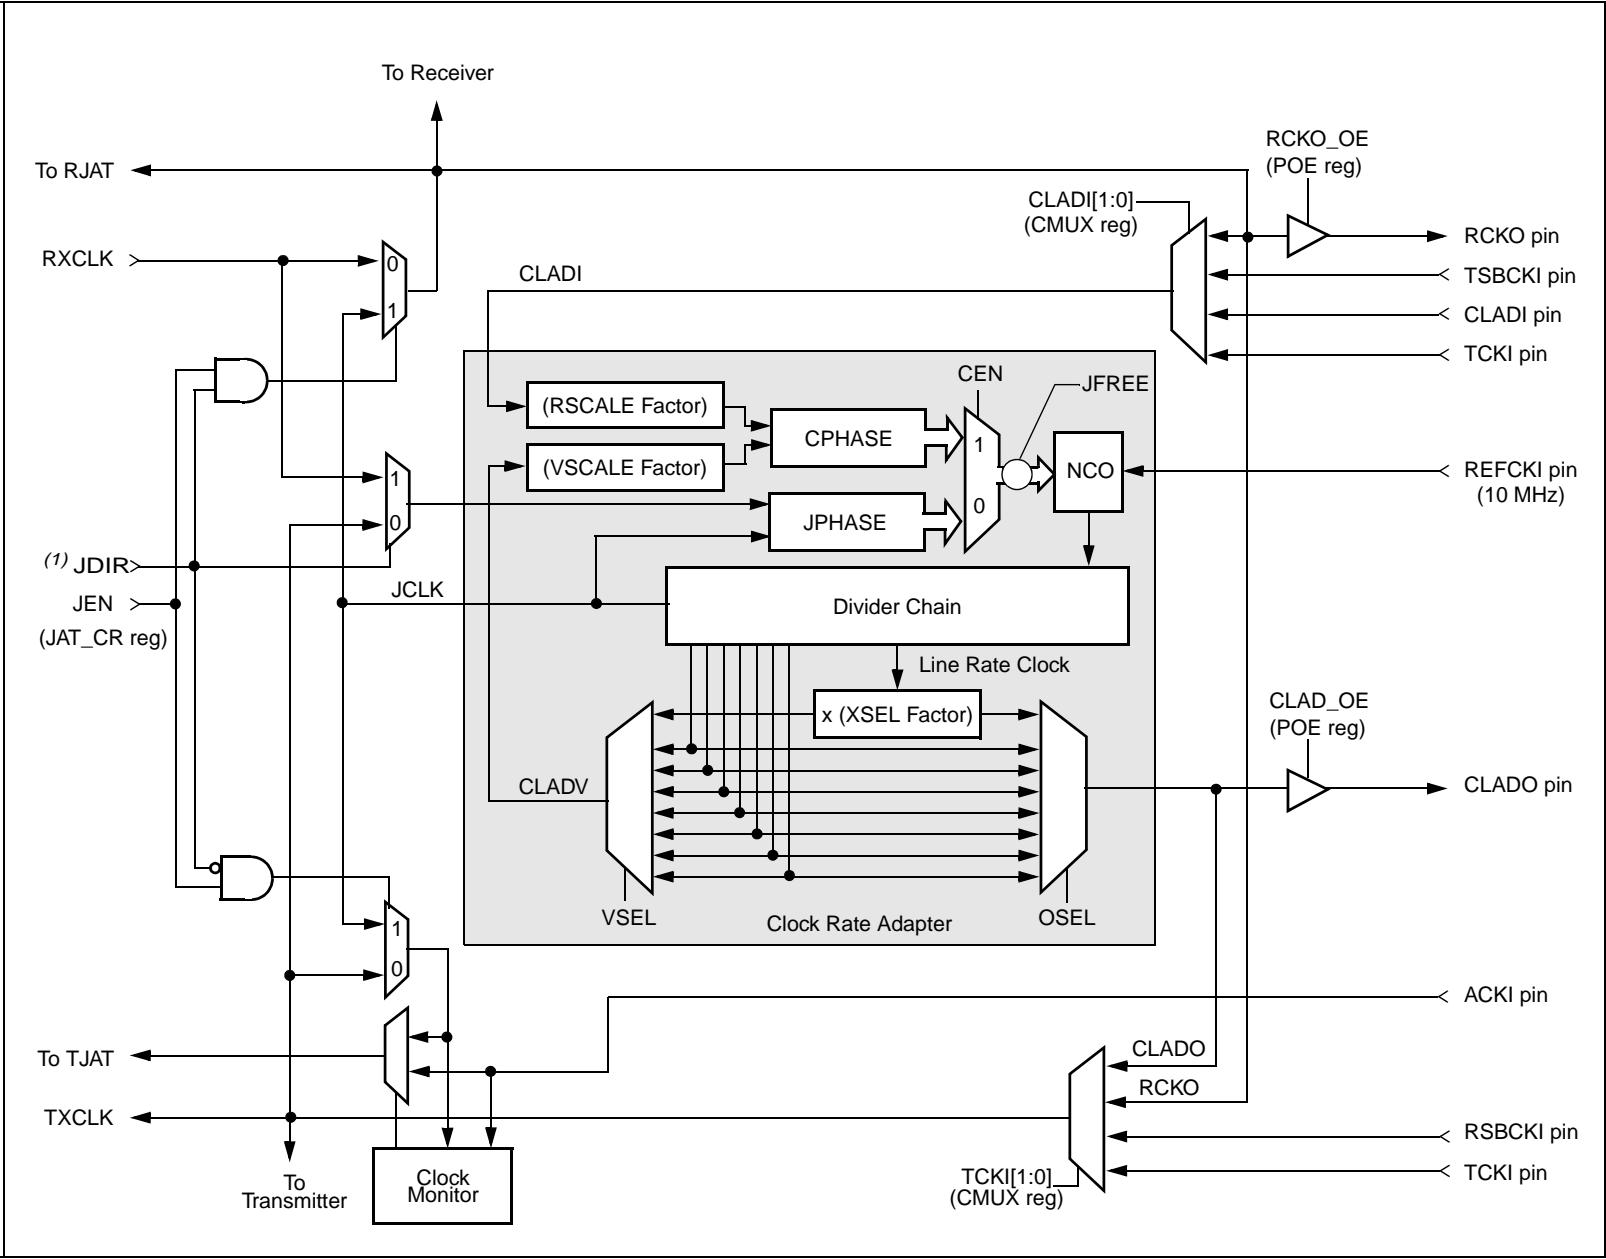 To Receiver
To RJAT
RCKO_OE
(POE reg)
CLADI[1:0]
(CMUX reg)
RCKO pin
RXCLK
0
1
CLADI
TSBCKI pin
CLADI pin
TCKI pin
CEN
JFREE
(RSCALE Factor)
CPHASE
1
0
NCO
(VSCALE Factor)
REFCKI pin
(10 MHz)
1
0
JPHASE
(1) JDIR
JEN
(JAT_CR reg)
JCLK
Divider Chain
Line Rate Clock
x (XSEL Factor)
CLAD_OE
(POE reg)
CLADV
CLADO pin
VSEL
Clock Rate Adapter
OSEL
1
0
ACKI pin
To TJAT
CLADO
RCKO
TXCLK
RSBCKI pin
TCKI pin
To
Transmitter
Clock
Monitor
TCKI[1:0]
(CMUX reg)